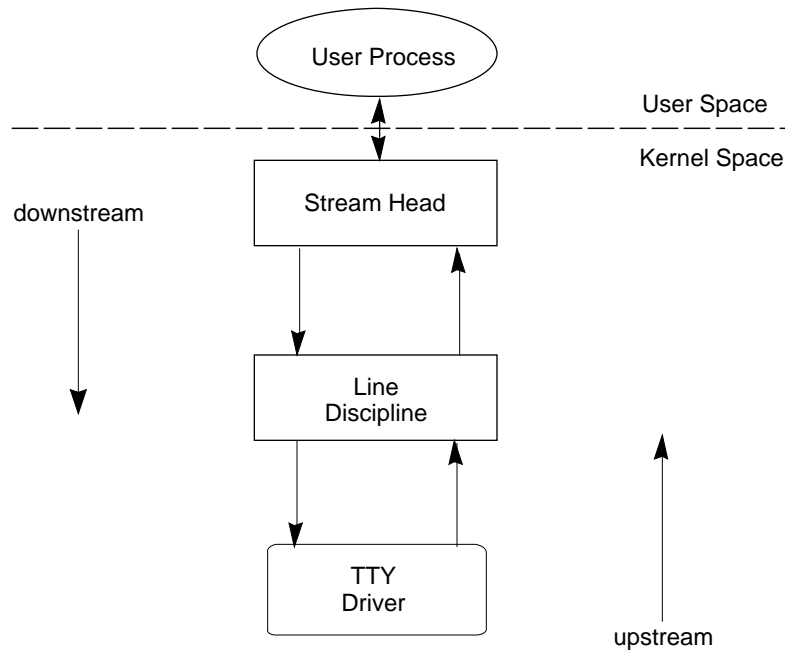 User Process
User Space
Kernel Space
Stream Head
downstream
Line
Discipline
TTY
Driver
upstream